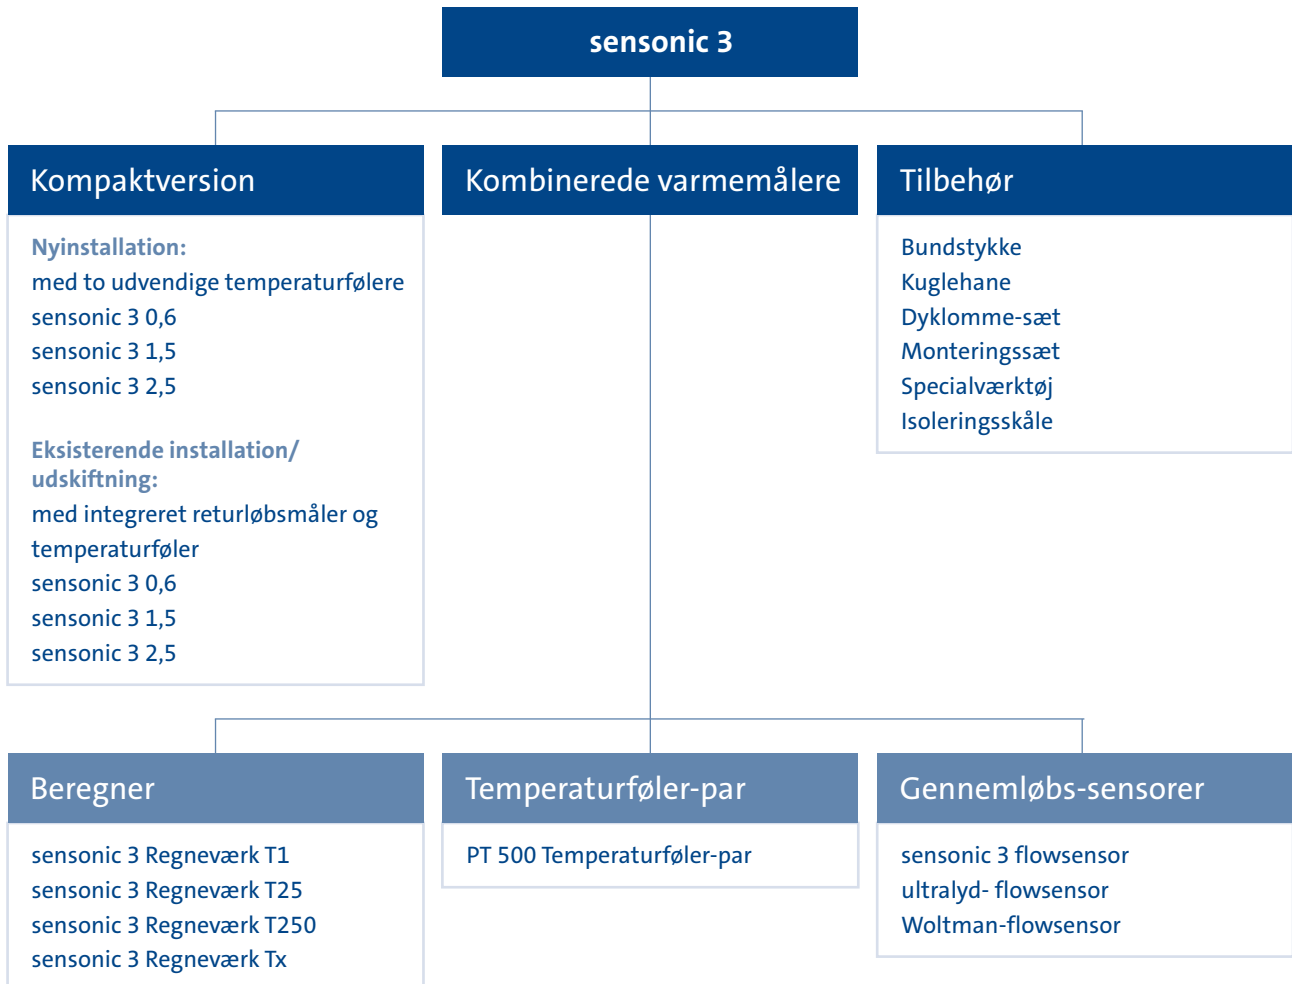 sensonic 3
Kompaktversion
Nyinstallation:
med to udvendige temperaturfølere
sensonic 3 0,6
sensonic 3 1,5
sensonic 3 2,5
Eksisterende installation/
udskiftning:
med integreret returløbsmåler og
temperaturføler
sensonic 3 0,6
sensonic 3 1,5
sensonic 3 2,5
Kombinerede varmemålere
Tilbehør
Bundstykke
Kuglehane
Dyklomme-sæt
Monteringssæt
Specialværktøj
Isoleringsskåle
Beregner
sensonic 3 Regneværk T1
sensonic 3 Regneværk T25
sensonic 3 Regneværk T250
sensonic 3 Regneværk Tx
Temperaturføler-par
PT 500 Temperaturføler-par
Gennemløbs-sensorer
sensonic 3 flowsensor
ultralyd- flowsensor
Woltman-flowsensor